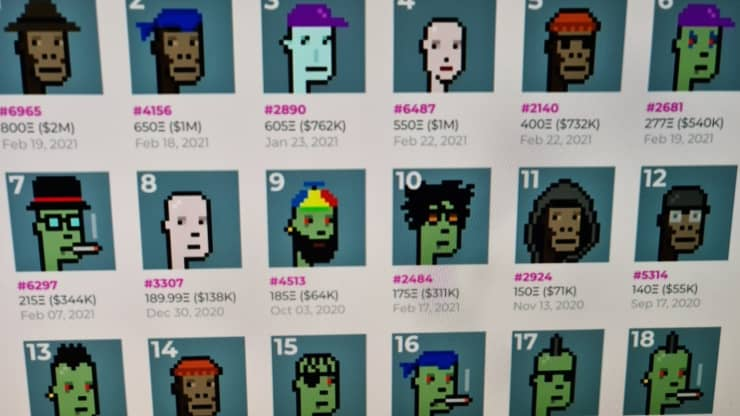 2 3 4 5 6
#6965 #4156 #2890 #6487 #2140 #2681
800Ξ ($2M) 650Ξ ($1M) 605Ξ ($762K) 550Ξ ($1M) 400Ξ ($732K) 277Ξ ($540K)
Feb 19, 2021 Feb 18, 2021 Jan 23, 2021 Feb 22, 2021 Feb 22, 2021 Feb 19, 2021
7 8 9 10 11 12
#6297 #3307 #4513 #2484 #2924 #5314
215Ξ ($344K) 189.99Ξ ($138K) 185Ξ ($64K) 175Ξ ($311K) 150Ξ ($71K) 140Ξ ($55K)
Feb 07, 2021 Dec 30, 2020 Oct 03, 2020 Feb 17, 2021 Nov 13, 2020 Sep 17, 2020
13 14 15 16 17 18